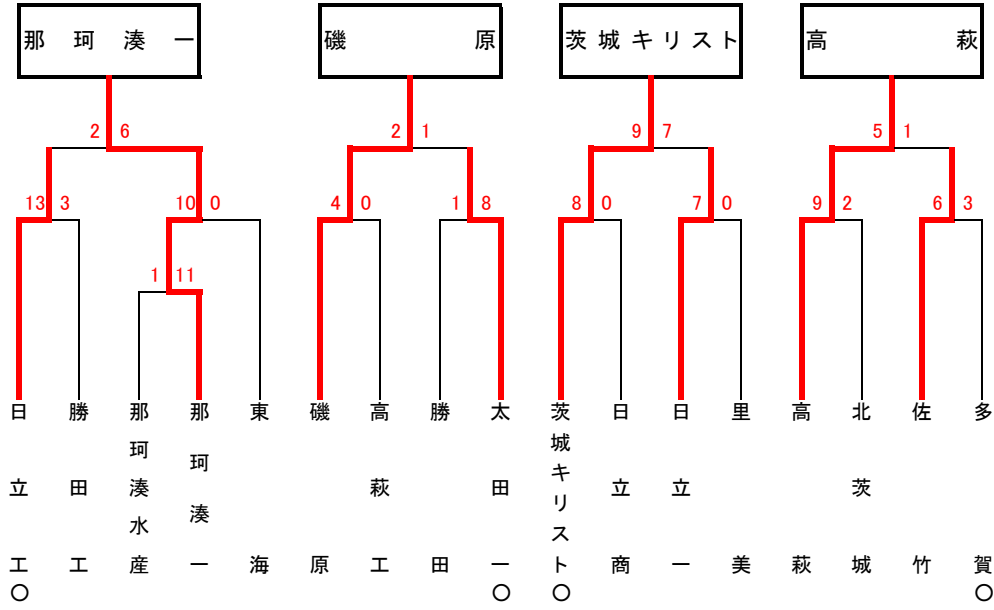 那珂湊一 磯原 茨城キリスト 高萩
2 6 2 1 9 7 5 1
13 3 10 0 4 0 1 8 8 0 7 0 9 2 6 3
1 11
日立工
勝田工
那珂湊水産
那珂湊一
東海
磯原
高萩工
勝田
太田一
茨城キリスト
日立商
日立一
里美
高萩
北茨城
佐竹
多賀
○ ○ ○ ○